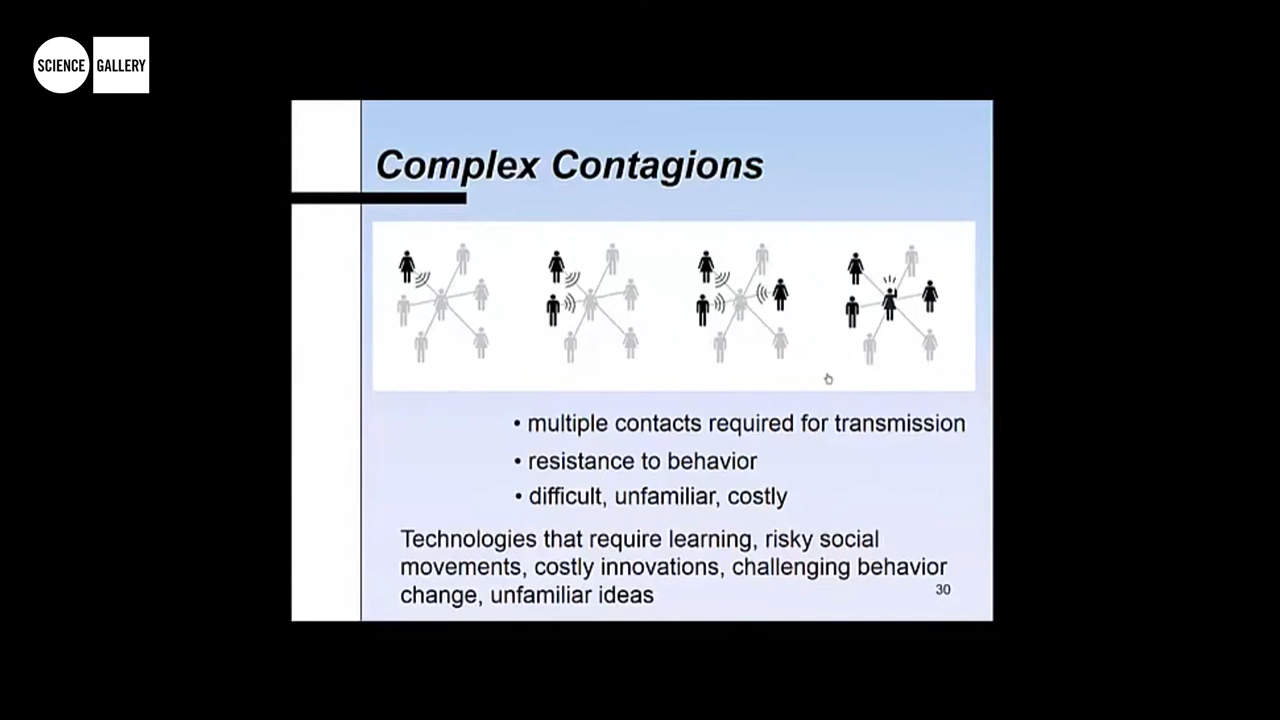 SCIENCE GALLERY
Complex Contagions
• multiple contacts required for transmission
• resistance to behavior
• difficult, unfamiliar, costly
Technologies that require learning, risky social
movements, costly innovations, challenging behavior
change, unfamiliar ideas
30